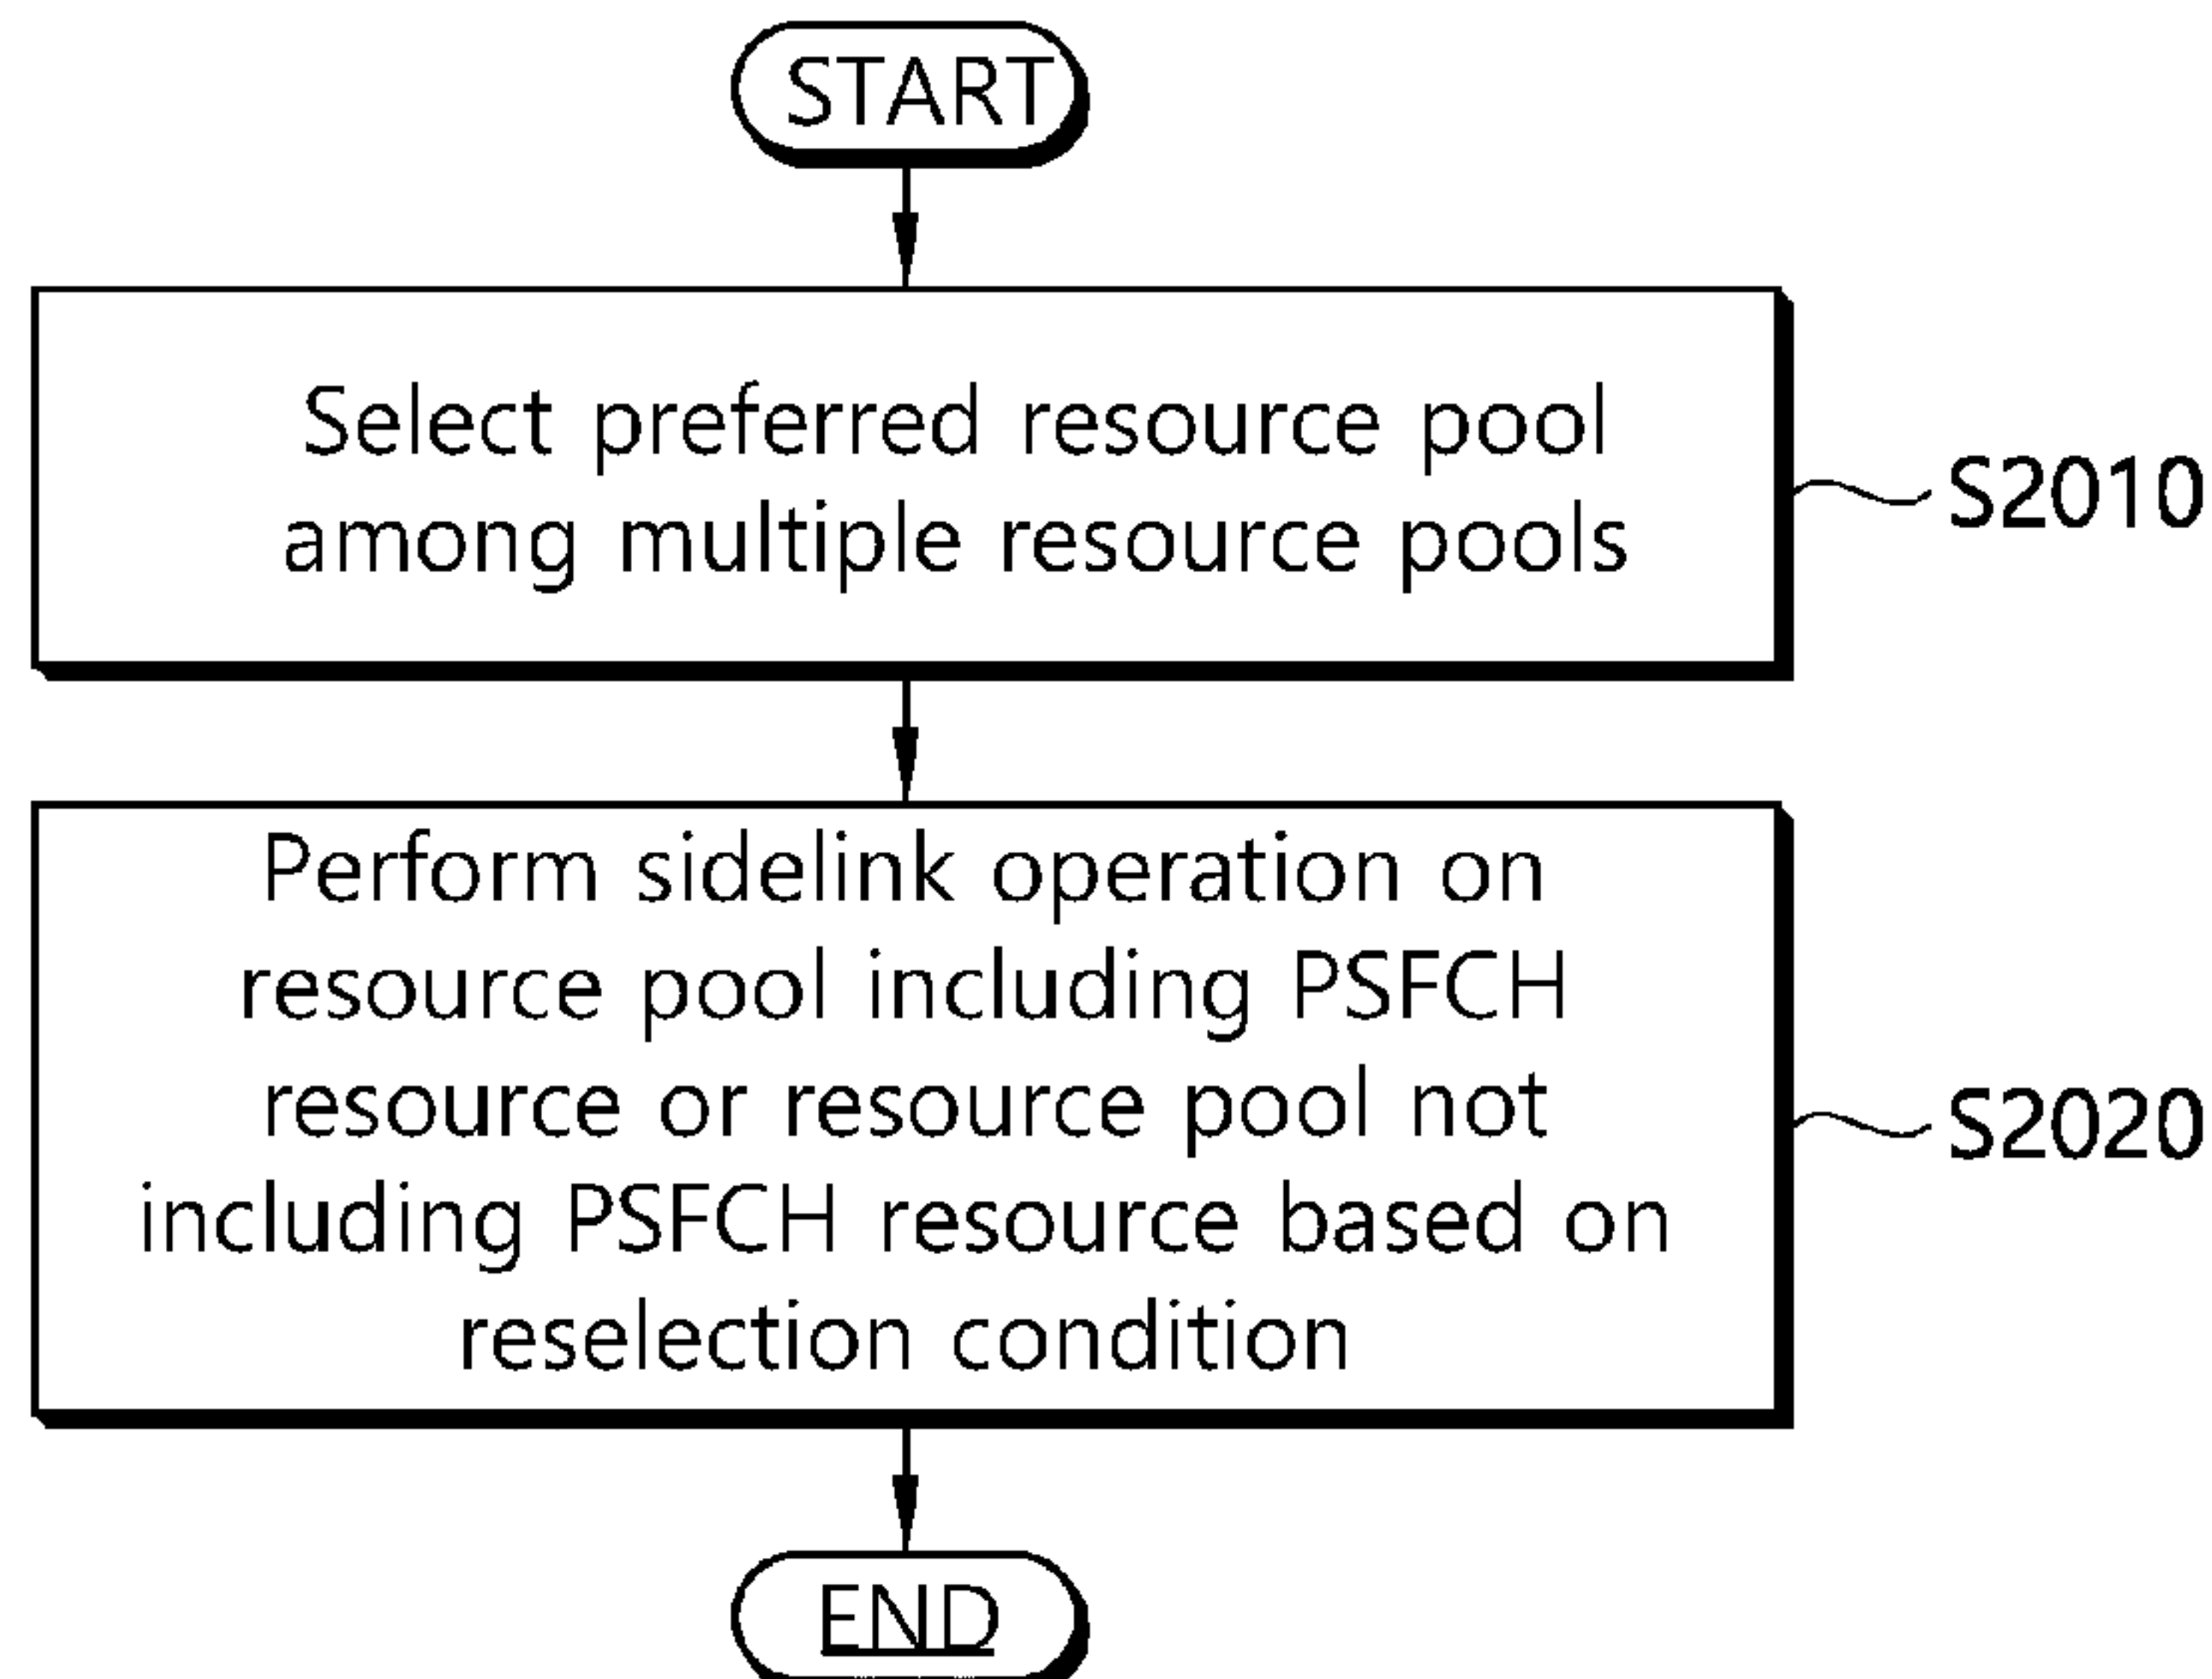 START
Select preferred resource pool
among multiple resource pools
S2010
Perform sidelink operation on
resource pool including PSFCH
resource or resource pool not
including PSFCH resource based on
reselection condition
S2020
END